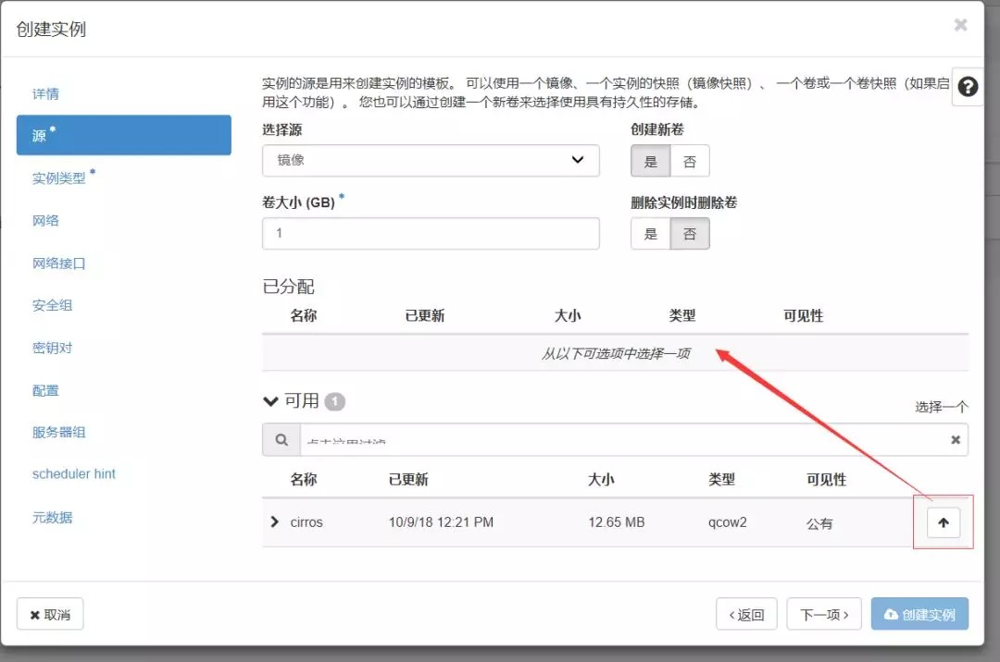 创建实例
详情
源 *
实例类型 *
网络
网络接口
安全组
密钥对
配置
服务器组
scheduler hint
元数据
实例的源是用来创建实例的模板。 可以使用一个镜像、一个实例的快照（镜像快照）、 一个卷或一个卷快照（如果启
用这个功能）。 您也可以通过创建一个新卷来选择使用具有持久性的存储。
选择源
创建新卷
镜像
是 否
卷大小 (GB) *
删除实例时删除卷
1
是 否
已分配
名称 已更新 大小 类型 可见性
从以下可选项中选择一项
可用 1
选择一个
点击这里过滤
名称 已更新 大小 类型 可见性
cirros 10/9/18 12:21 PM 12.65 MB qcow2 公有
取消
‹ 返回
下一项 ›
创建实例